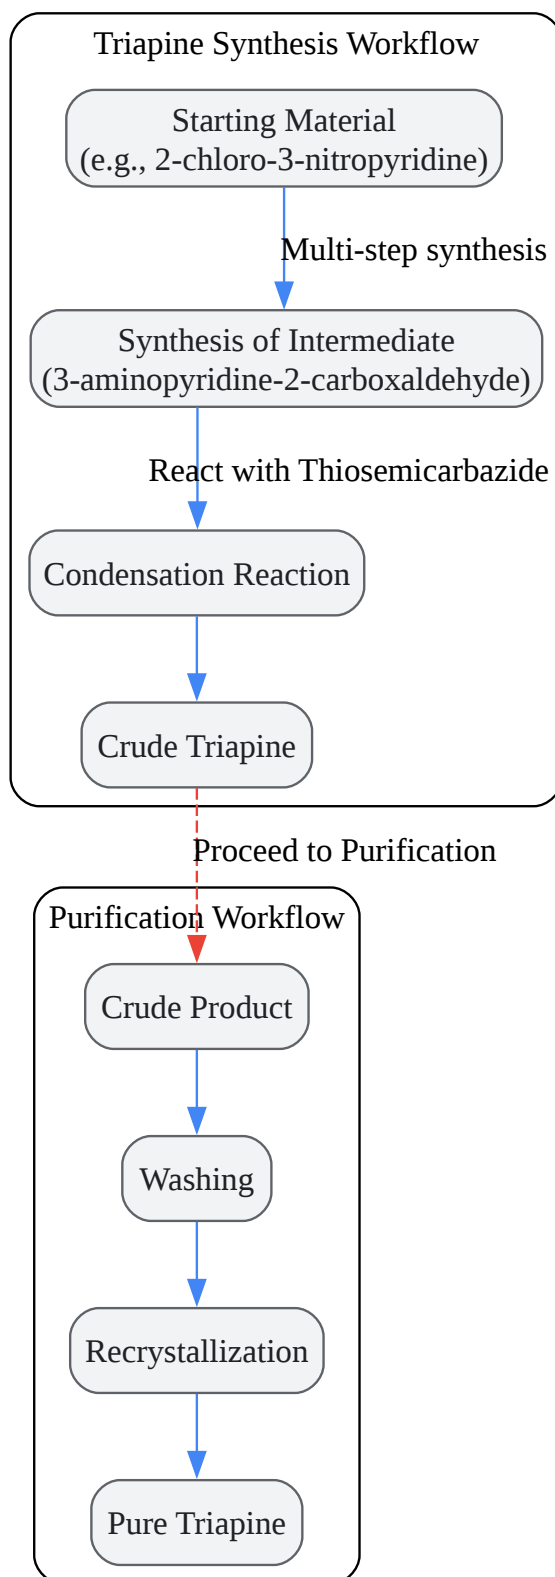 Triapine Synthesis Workflow
Starting Material
(e.g., 2-chloro-3-nitropyridine)
Multi-step synthesis
Synthesis of Intermediate
(3-aminopyridine-2-carboxaldehyde)
React with Thiosemicarbazide
Condensation Reaction
Crude Triapine
Proceed to Purification
Purification Workflow
Crude Product
Washing
Recrystallization
Pure Triapine